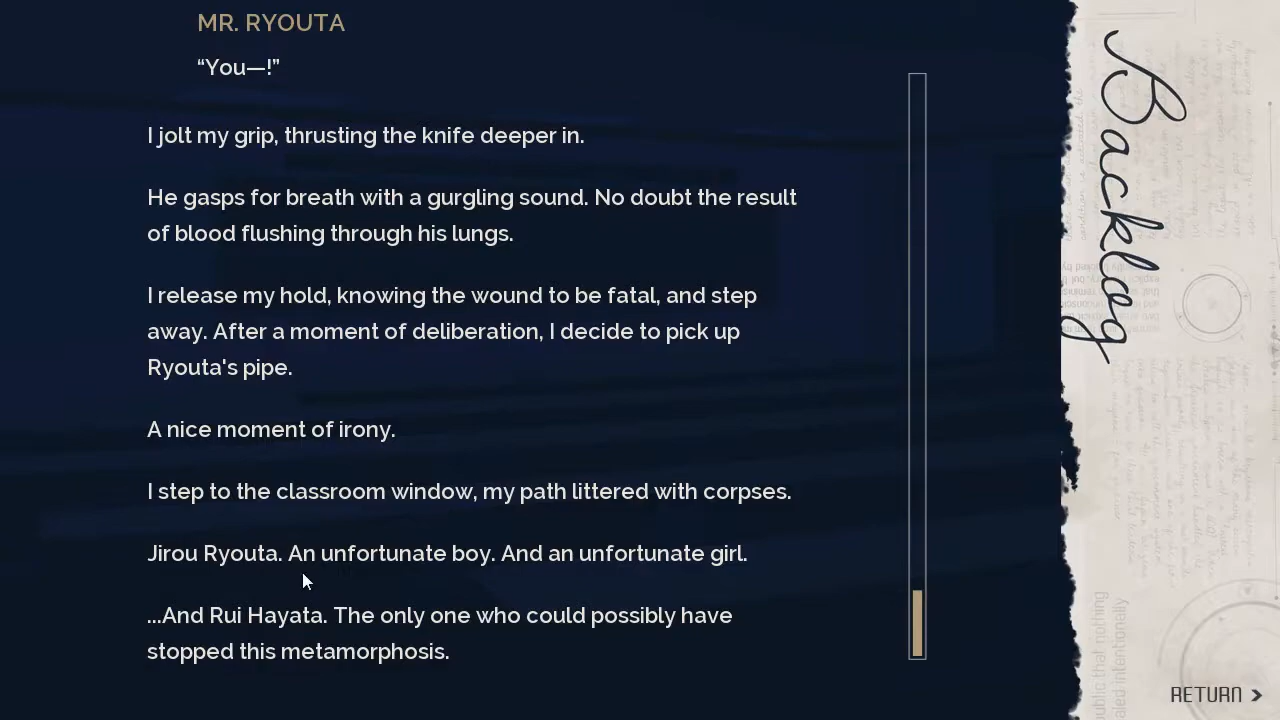 MR. RYOUTA
“You—!”
I jolt my grip, thrusting the knife deeper in.
He gasps for breath with a gurgling sound. No doubt the result
of blood flushing through his lungs.
I release my hold, knowing the wound to be fatal, and step
away. After a moment of deliberation, I decide to pick up
Ryouta's pipe.
A nice moment of irony.
I step to the classroom window, my path littered with corpses.
Jirou Ryouta. An unfortunate boy. And an unfortunate girl.
...And Rui Hayata. The only one who could possibly have
stopped this metamorphosis.
Backlog
RETURN